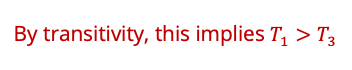 By transitivity, this implies 𝑇₁ > 𝑇₃